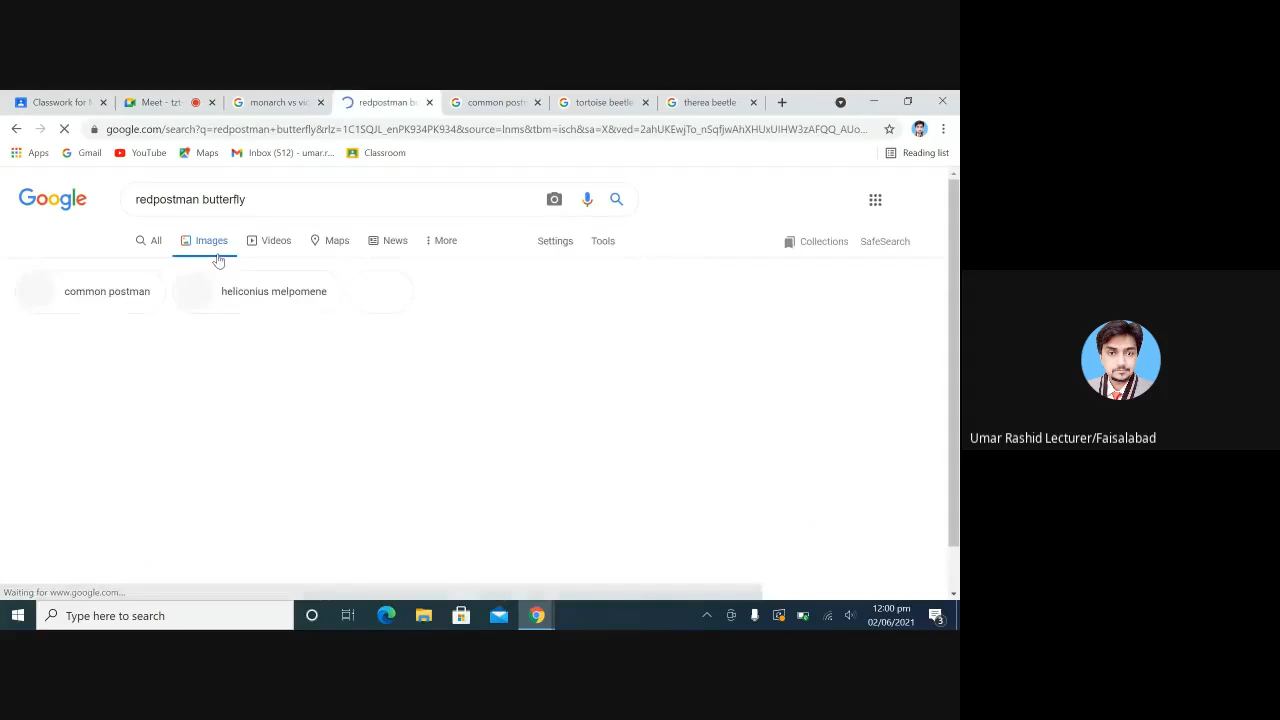 Classwork for M
Meet - tzt
monarch vs vic
redpostman bu
common postm
tortoise beetle
therea beetle
google.com/search?q=redpostman+butterfly&rlz=1C1SQJL_enPK934PK934&source=lnms&tbm=isch&sa=X&ved=2ahUKEwjTo_nSqfjwAhXHUxUIHW3zAFQQ_AUo...
Apps
Gmail
YouTube
Maps
Inbox (512) - umar.r...
Classroom
Reading list
Google
redpostman butterfly
All
Images
Videos
Maps
News
More
Settings
Tools
Collections
SafeSearch
common postman
heliconius melpomene
Waiting for www.google.com...
Type here to search
12:00 pm
02/06/2021
3
Umar Rashid Lecturer/Faisalabad